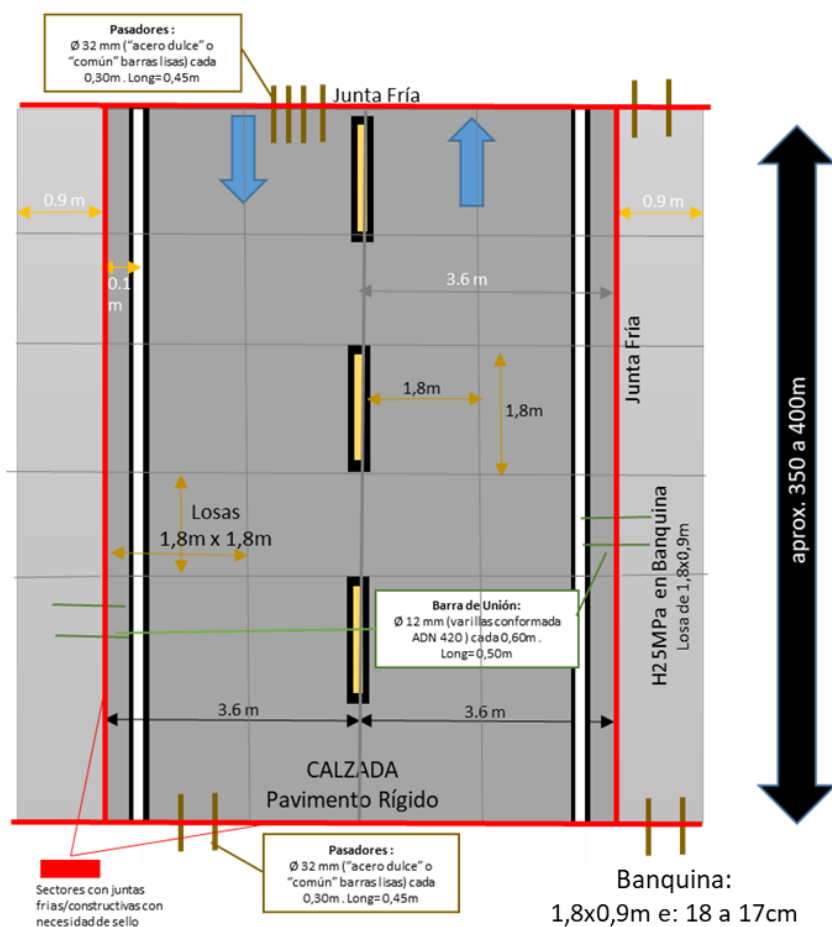 Pasadores :
Ø 32 mm (“acero dulce” o
“común” barras lisas) cada
0,30m . Long= 0,45m
Junta Fría
0.9 m
0.9 m
0.1
m
3.6 m
Junta Fría
1,8m
1,8m
aprox. 350 a 400m
Losas
1,8m x 1,8m
H25MPa en Banquina
Losa de 1,8x0,9m
Barra de Unión:
Ø 12 mm (varillas conformada
ADN 420 ) cada 0,60m .
Long= 0,50m
3.6 m
3.6 m
CALZADA
Pavimento Rígido
Pasadores :
Ø 32 mm (“acero dulce” o
“común” barras lisas) cada
0,30m . Long= 0,45m
Sectores con juntas
frias/constructivas con
necesidad de sello
Banquina:
1,8x0,9m e: 18 a 17cm